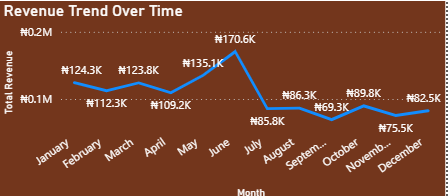 Revenue Trend Over Time
Total Revenue
₦0.2M
₦0.1M
₦124.3K
₦112.3K
₦123.8K
₦109.2K
₦135.1K
₦170.6K
₦85.8K
₦86.3K
₦69.3K
₦89.8K
₦75.5K
₦82.5K
January
February
March
April
May
June
July
August
Septem...
October
Novemb...
December
Month